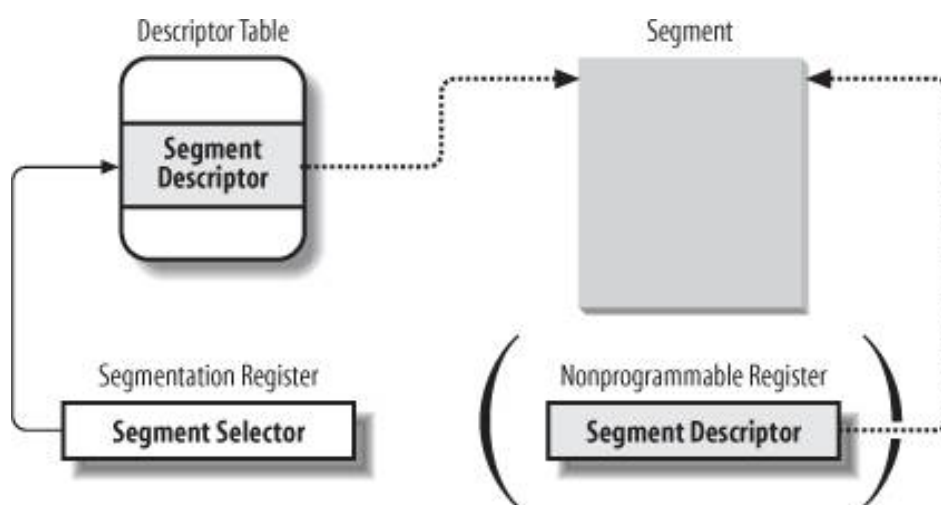 Descriptor Table
Segment
Segment
Descriptor
Segmentation Register
Nonprogrammable Register
Segment Selector
Segment Descriptor